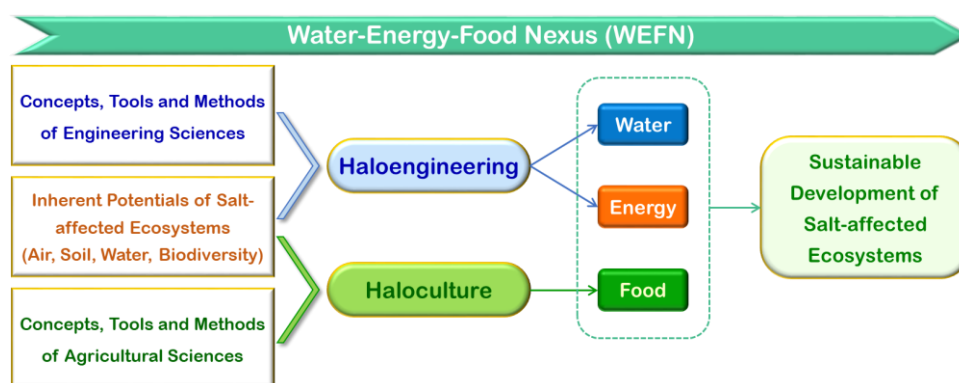 Water-Energy-Food Nexus (WEFN)
Concepts, Tools and Methods
of Engineering Sciences
Inherent Potentials of Salt-
affected Ecosystems
(Air, Soil, Water, Biodiversity)
Concepts, Tools and Methods
of Agricultural Sciences
Haloengineering
Haloculture
Water
Energy
Food
Sustainable
Development of
Salt-affected
Ecosystems